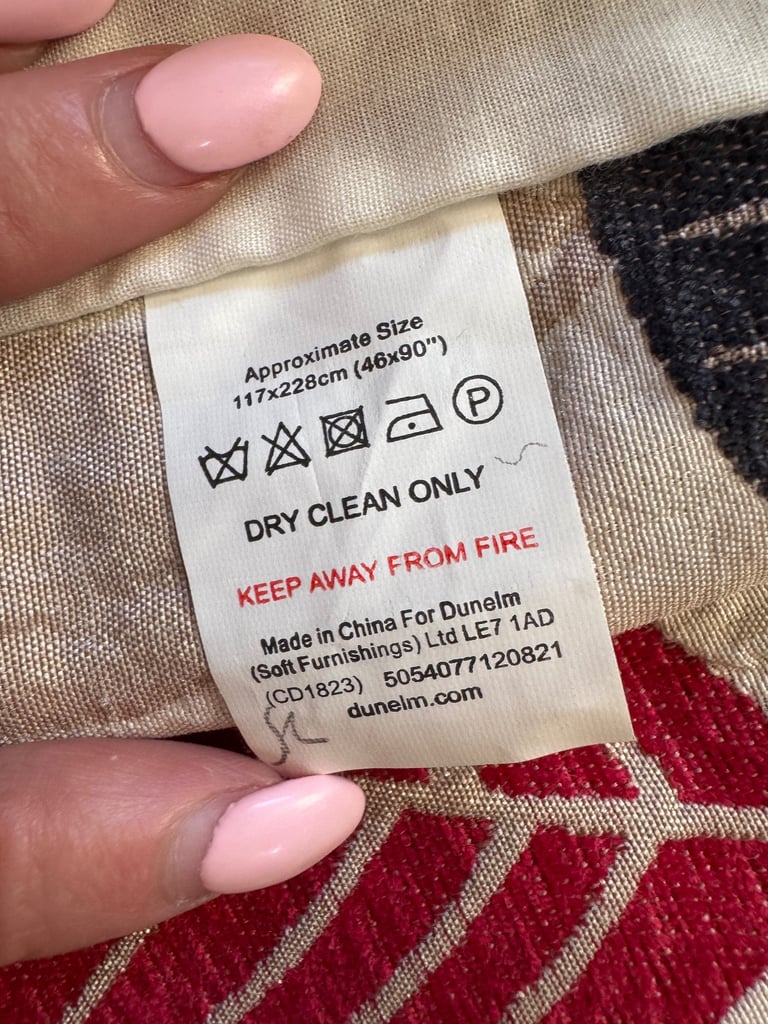 Approximate Size
117x228cm (46x90")
P
DRY CLEAN ONLY
KEEP AWAY FROM FIRE
Made in China For Dunelm
(Soft Furnishings) Ltd LE7 1AD
(CD1823) 5054077120821
dunelm.com